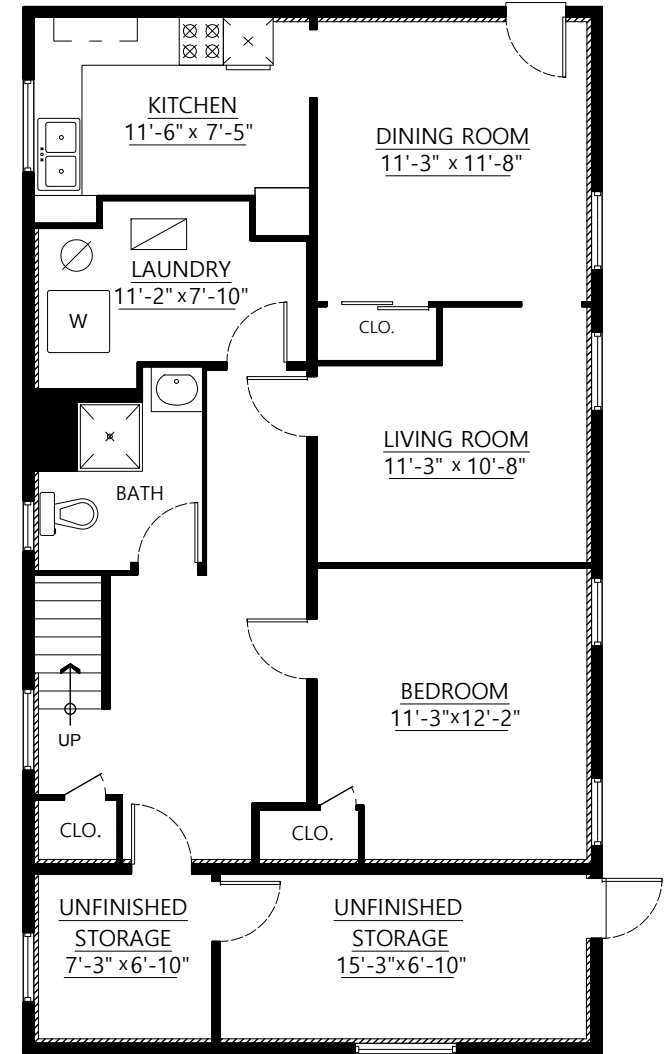 KITCHEN
11'-6" x 7'-5"
DINING ROOM
11'-3" x 11'-8"
LAUNDRY
11'-2" x 7'-10"
W
CLO.
LIVING ROOM
11'-3" x 10'-8"
BATH
BEDROOM
11'-3" x 12'-2"
UP
CLO.
CLO.
UNFINISHED
STORAGE
7'-3" x 6'-10"
UNFINISHED
STORAGE
15'-3" x 6'-10"